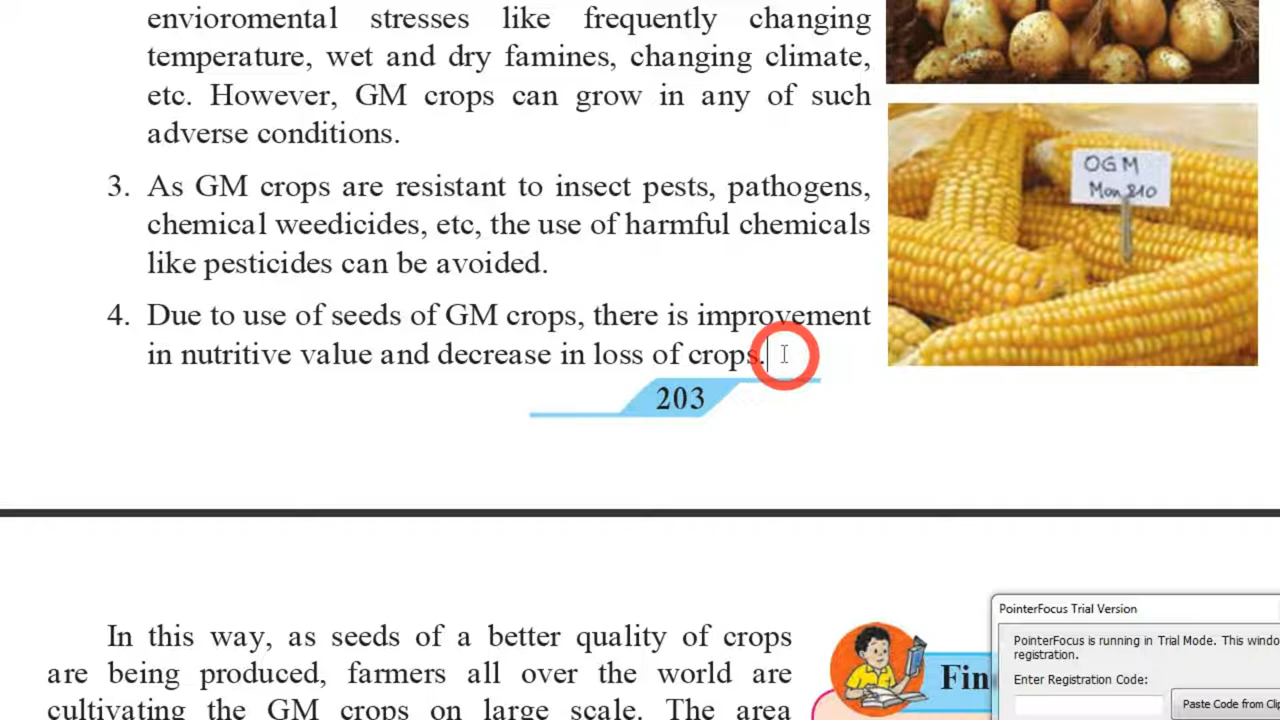 envioromental stresses like frequently changing
temperature, wet and dry famines, changing climate,
etc. However, GM crops can grow in any of such
adverse conditions.
3. As GM crops are resistant to insect pests, pathogens,
chemical weedicides, etc, the use of harmful chemicals
like pesticides can be avoided.
4. Due to use of seeds of GM crops, there is improvement
in nutritive value and decrease in loss of crops.
OGM
Mon 810
203
In this way, as seeds of a better quality of crops
are being produced, farmers all over the world are
cultivating the GM crops on large scale. The area
Fin
PointerFocus Trial Version
PointerFocus is running in Trial Mode. This windo
registration.
Enter Registration Code:
Paste Code from Cli